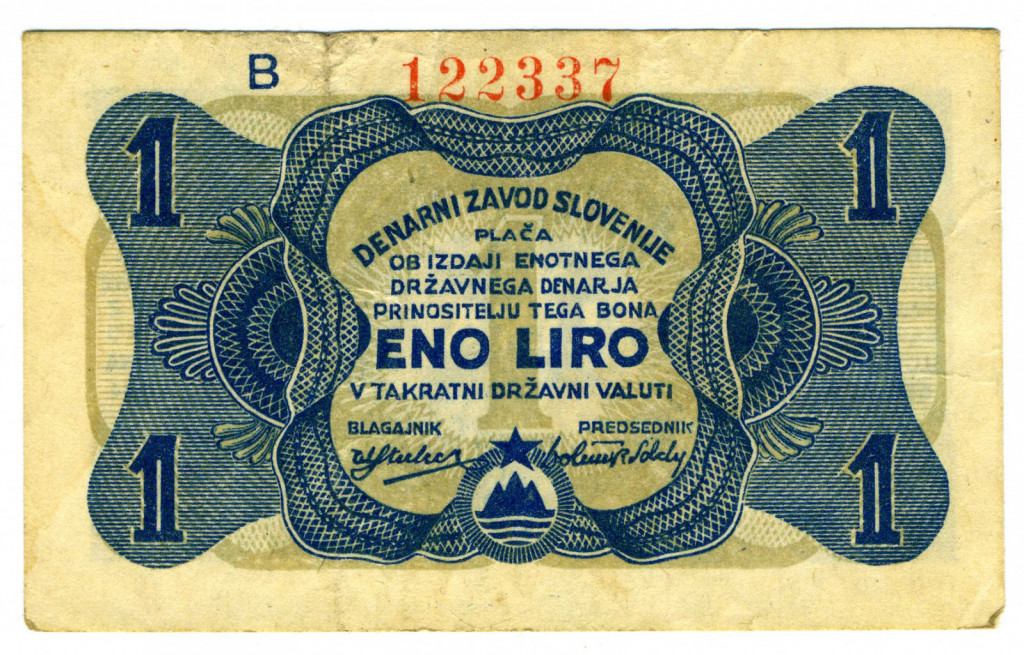 B 122337
1 1
DENARNI ZAVOD SLOVENIJE
PLAČA
OB IZDAJI ENOTNEGA
DRŽAVNEGA DENARJA
PRINOSITELJU TEGA BONA
ENO LIRO
V TAKRATNI DRŽAVNI VALUTI
BLAGAJNIK PREDSEDNIK
1 1